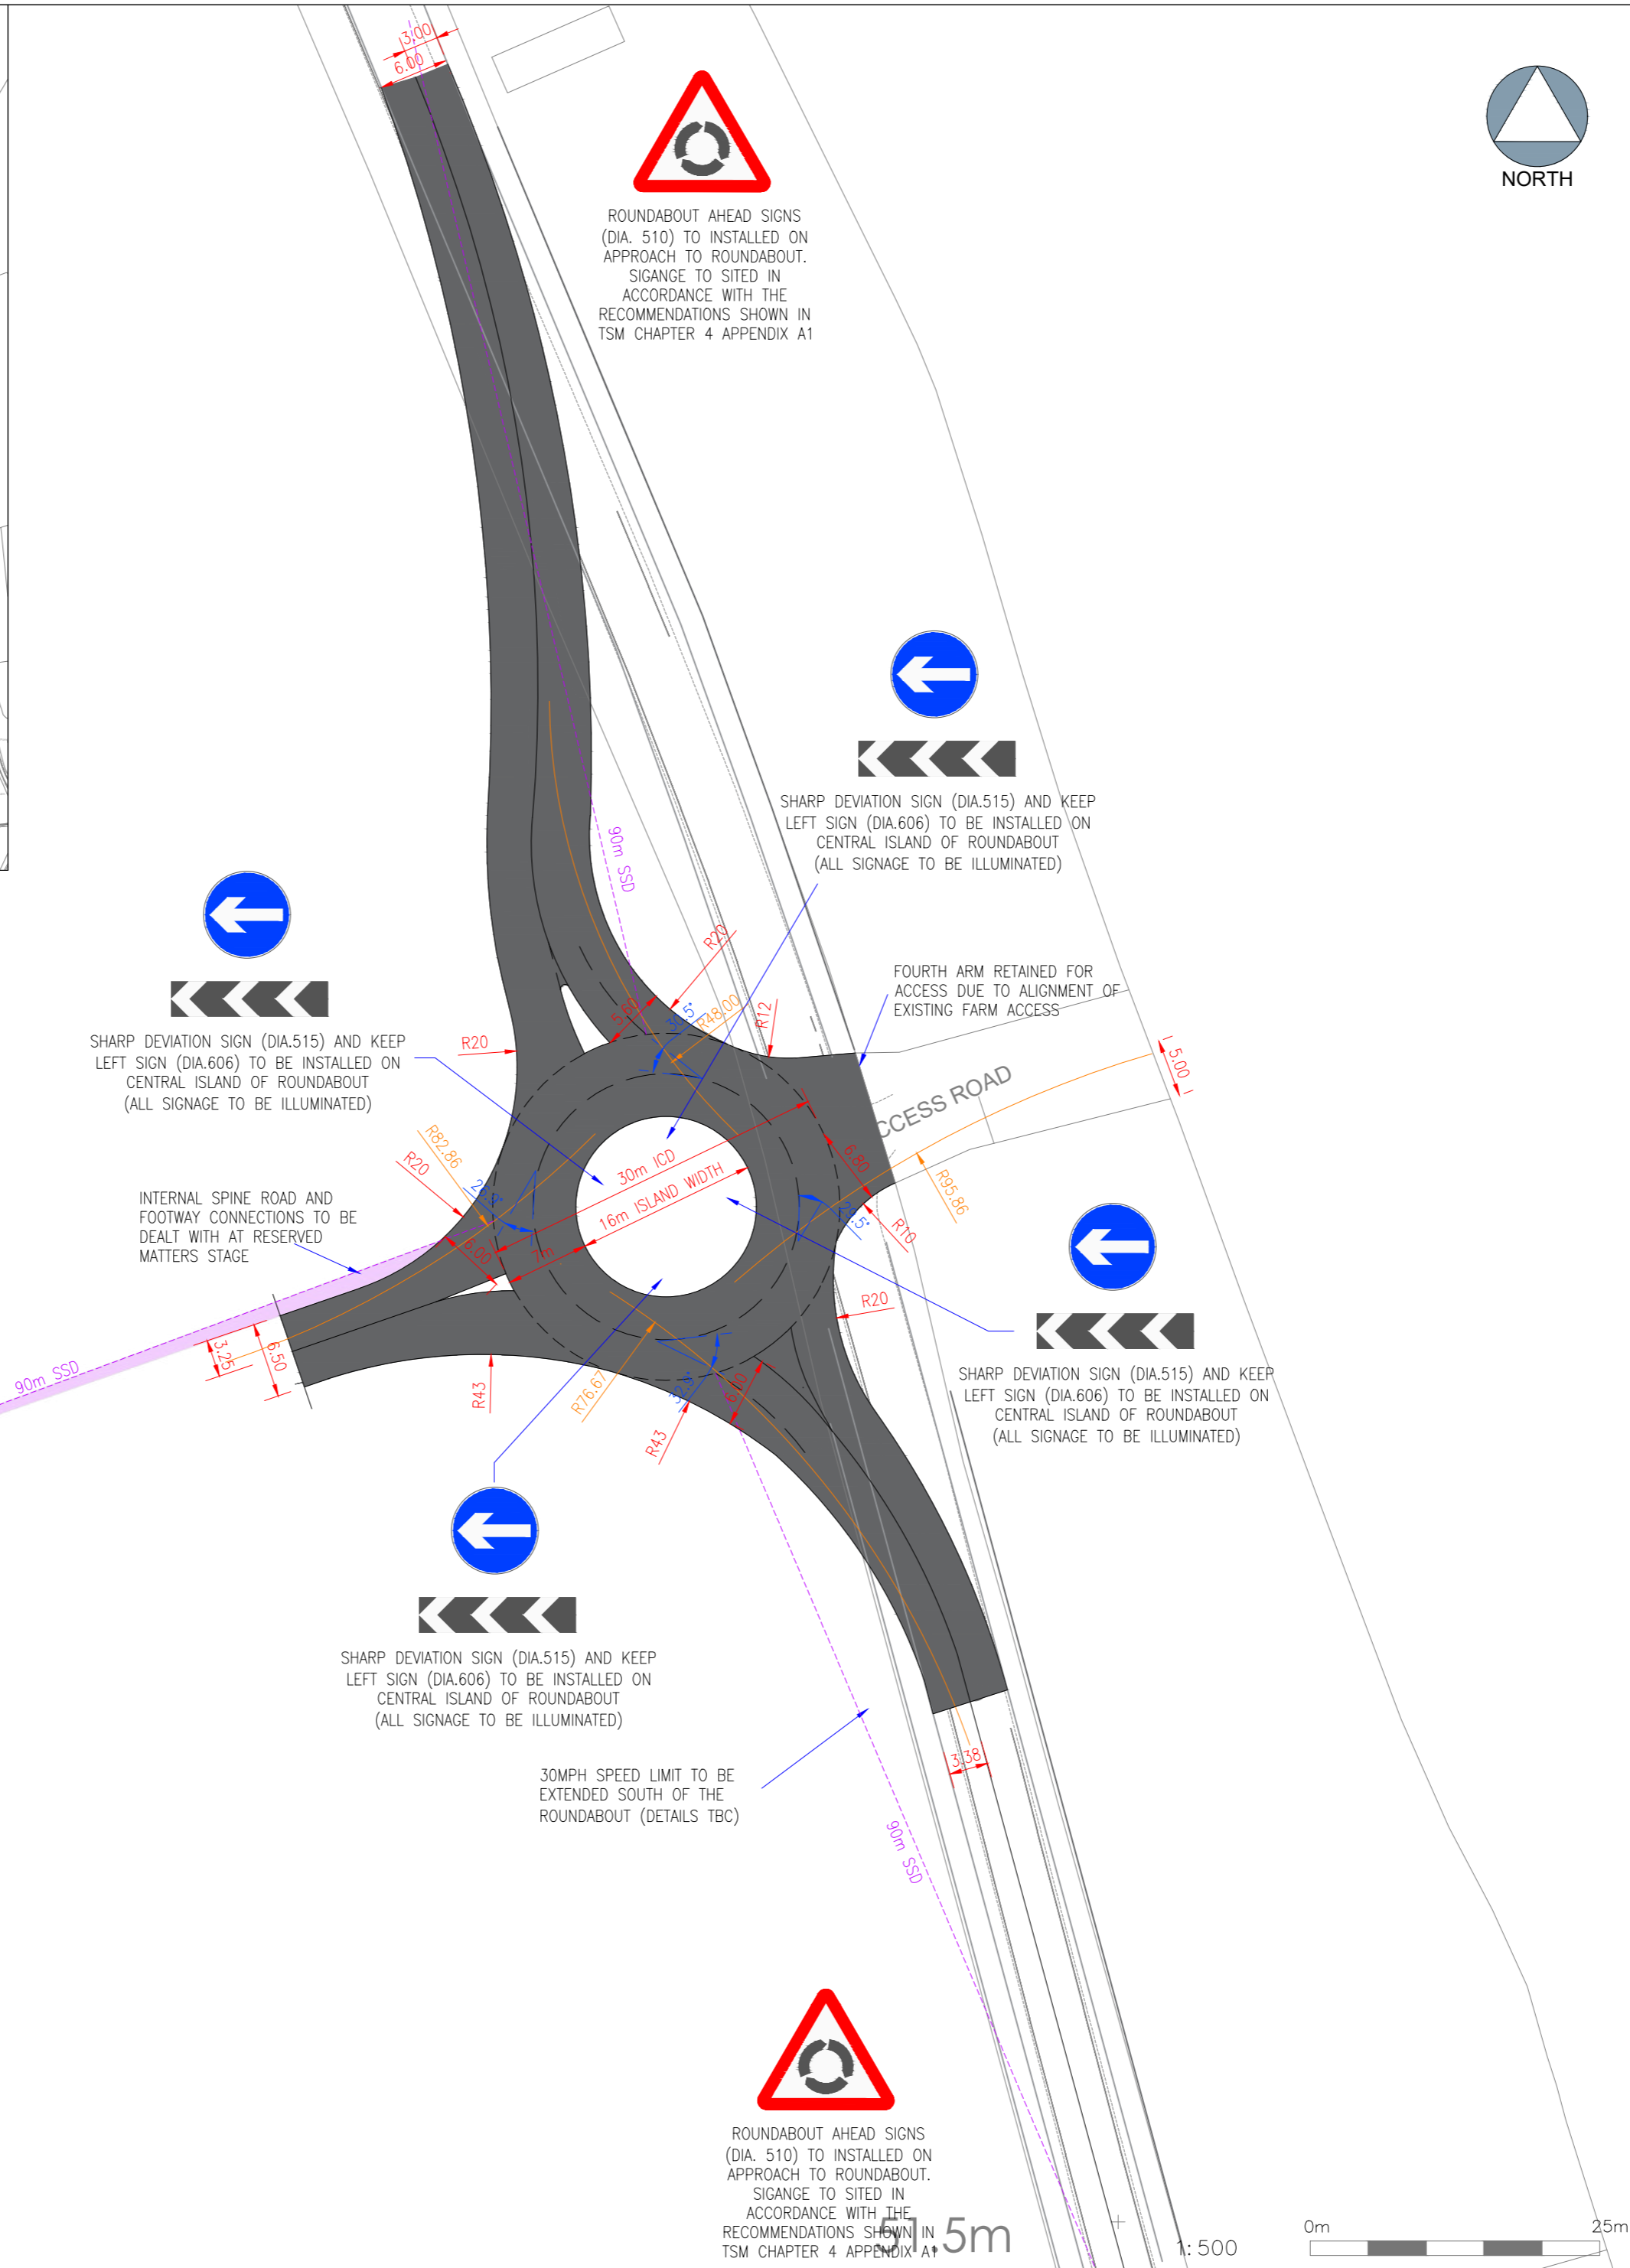 3.00
6.00
NORTH
ROUNDABOUT AHEAD SIGNS
(DIA. 510) TO INSTALLED ON
APPROACH TO ROUNDABOUT.
SIGANGE TO SITED IN
ACCORDANCE WITH THE
RECOMMENDATIONS SHOWN IN
TSM CHAPTER 4 APPENDIX A1
SHARP DEVIATION SIGN (DIA.515) AND KEEP
LEFT SIGN (DIA.606) TO BE INSTALLED ON
CENTRAL ISLAND OF ROUNDABOUT
(ALL SIGNAGE TO BE ILLUMINATED)
90m SSD
R20
FOURTH ARM RETAINED FOR
ACCESS DUE TO ALIGNMENT OF
EXISTING FARM ACCESS
5.60
30.5°
R48.00
R12
R20
SHARP DEVIATION SIGN (DIA.515) AND KEEP
LEFT SIGN (DIA.606) TO BE INSTALLED ON
CENTRAL ISLAND OF ROUNDABOUT
(ALL SIGNAGE TO BE ILLUMINATED)
5.00
CCESS ROAD
R82.86
R20
30m ICD
16m ISLAND WIDTH
6.80
R95.86
R10
INTERNAL SPINE ROAD AND
FOOTWAY CONNECTIONS TO BE
DEALT WITH AT RESERVED
MATTERS STAGE
6.00
7m
R20
3.25
6.50
90m SSD
R43
R76.67
R43
SHARP DEVIATION SIGN (DIA.515) AND KEEP
LEFT SIGN (DIA.606) TO BE INSTALLED ON
CENTRAL ISLAND OF ROUNDABOUT
(ALL SIGNAGE TO BE ILLUMINATED)
SHARP DEVIATION SIGN (DIA.515) AND KEEP
LEFT SIGN (DIA.606) TO BE INSTALLED ON
CENTRAL ISLAND OF ROUNDABOUT
(ALL SIGNAGE TO BE ILLUMINATED)
3.38
30MPH SPEED LIMIT TO BE
EXTENDED SOUTH OF THE
ROUNDABOUT (DETAILS TBC)
90m SSD
ROUNDABOUT AHEAD SIGNS
(DIA. 510) TO INSTALLED ON
APPROACH TO ROUNDABOUT.
SIGANGE TO SITED IN
ACCORDANCE WITH THE
RECOMMENDATIONS SHOWN IN
TSM CHAPTER 4 APPENDIX A1
51.5m
1:500
0m
25m